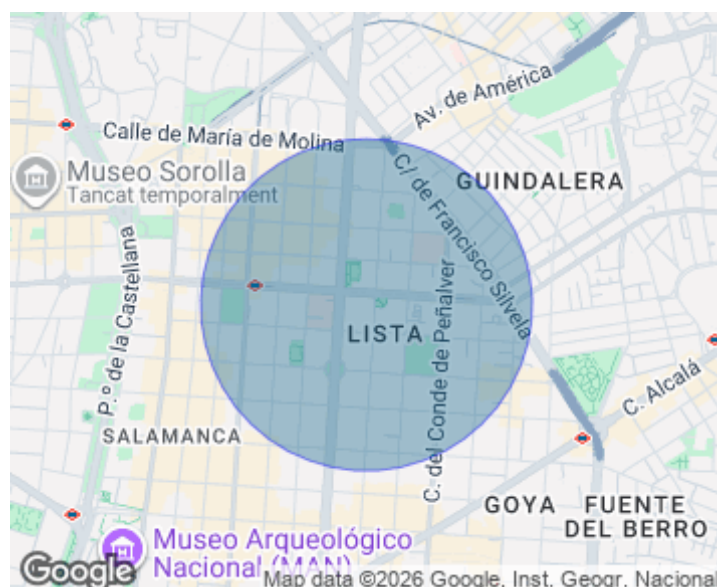 Av. de América
Calle de María de Molina
Museo Sorolla
Tancat temporalment
C/ de Francisco Silvela
GUINDALERA
P.º de la Castellana
C. del Conde de Peñalver
LISTA
C. Alcalá
SALAMANCA
GOYA
FUENTE
DEL BERRO
Museo Arqueológico
Nacional (MAN)
Google
Map data ©2026 Google, Inst. Geogr. Nacional